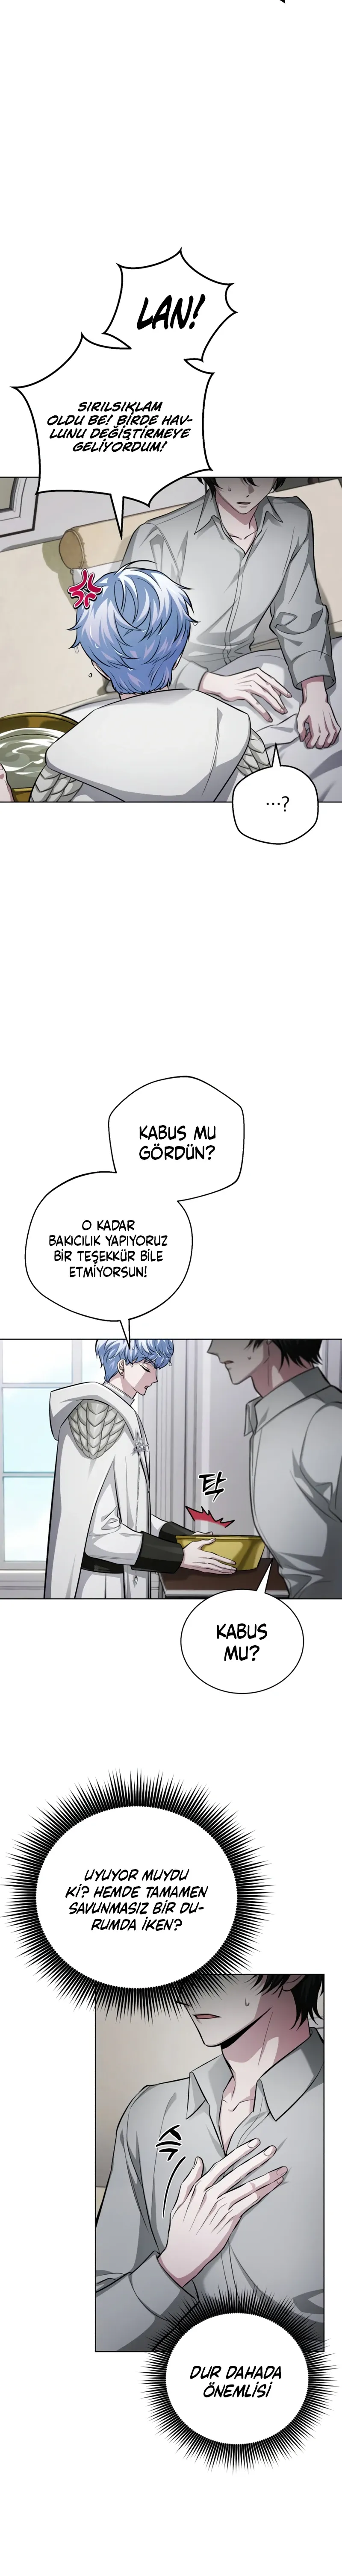 LAN!
SIRILSIKLAM
OLDU BE! BİRDE HAV-
LUNU DEĞİŞTİRMEYE
GELİYORDUM!
...?
KABUS MU
GÖRDÜN?
O KADAR
BAKICILIK YAPIYORUZ
BİR TEŞEKKÜR BİLE
ETMİYORSUN!
탁
KABUS
MU?
UYUYOR MUYDU
Kİ? HEMDE TAMAMEN
SAVUNMASIZ BİR DU-
RUMDA İKEN?
슥
DUR DAHADA
ÖNEMLİSİ